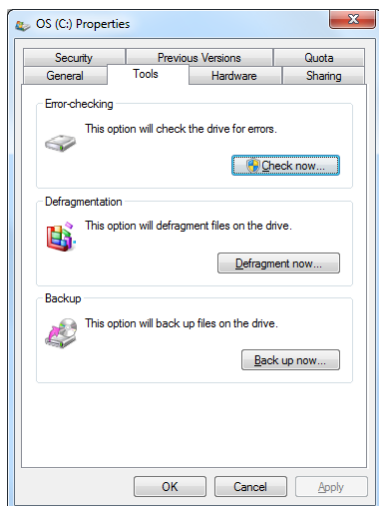 OS (C:) Properties
Security Previous Versions Quota
General Tools Hardware Sharing
Error-checking
This option will check the drive for errors.
Check now...
Defragmentation
This option will defragment files on the drive.
Defragment now...
Backup
This option will back up files on the drive.
Back up now...
OK Cancel Apply